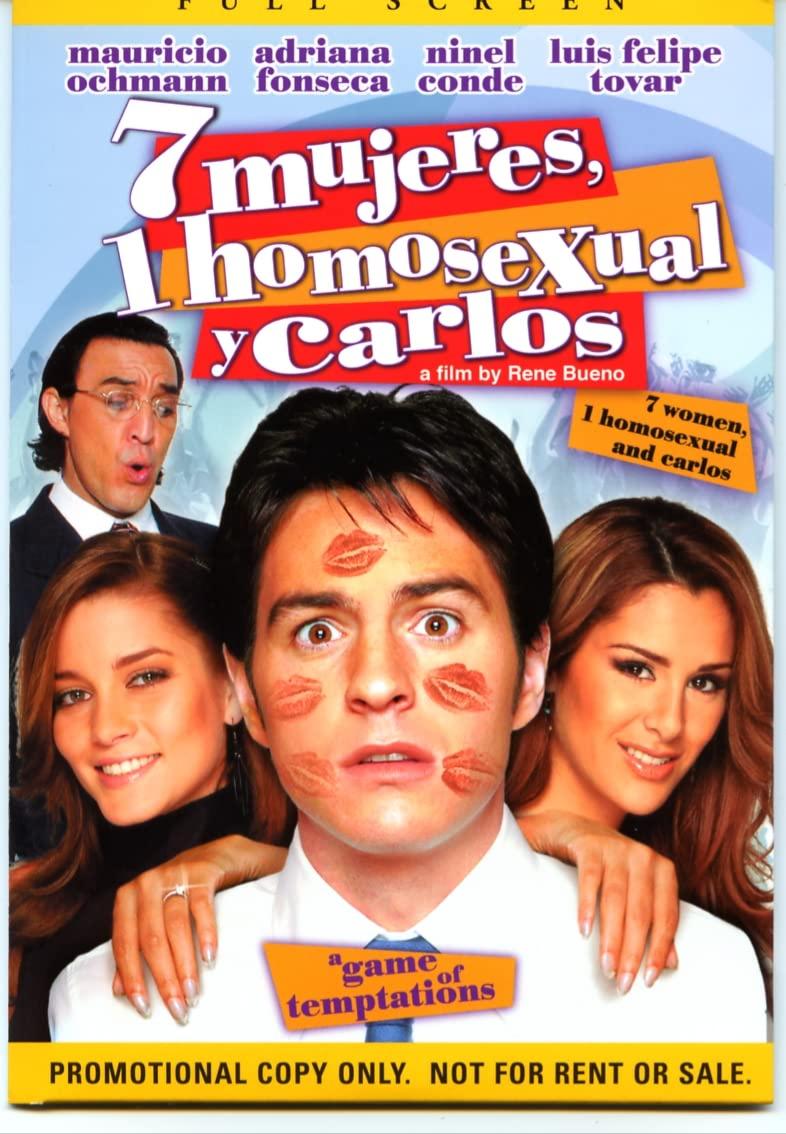 FULL SCREEN
mauricio adriana ninel luis felipe
ochmann fonseca conde tovar
7 mujeres,
1 homosexual
y carlos
a film by Rene Bueno
7 women,
1 homosexual
and carlos
a game of
temptations
PROMOTIONAL COPY ONLY. NOT FOR RENT OR SALE.